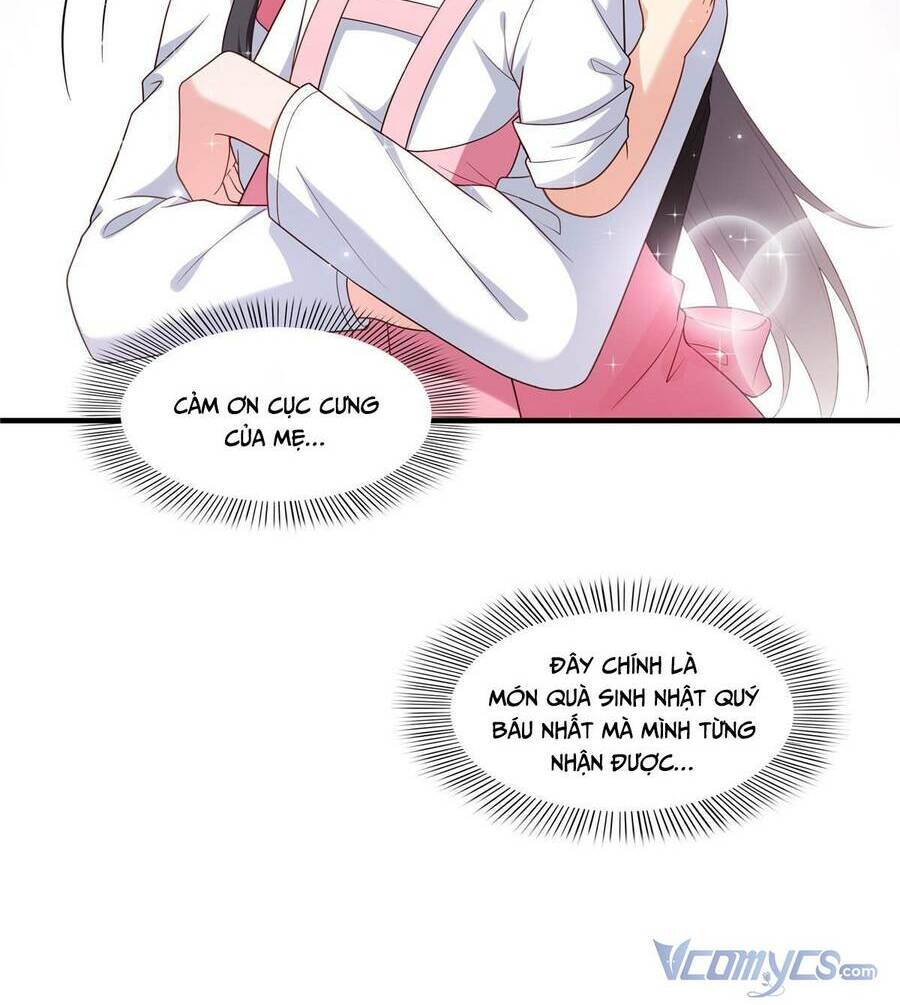 CẢM ƠN CỤC CƯNG
CỦA MẸ...
ĐÂY CHÍNH LÀ
MÓN QUÀ SINH NHẬT QUÝ
BÁU NHẤT MÀ MÌNH TỪNG
NHẬN ĐƯỢC...
VCOMYCS.com